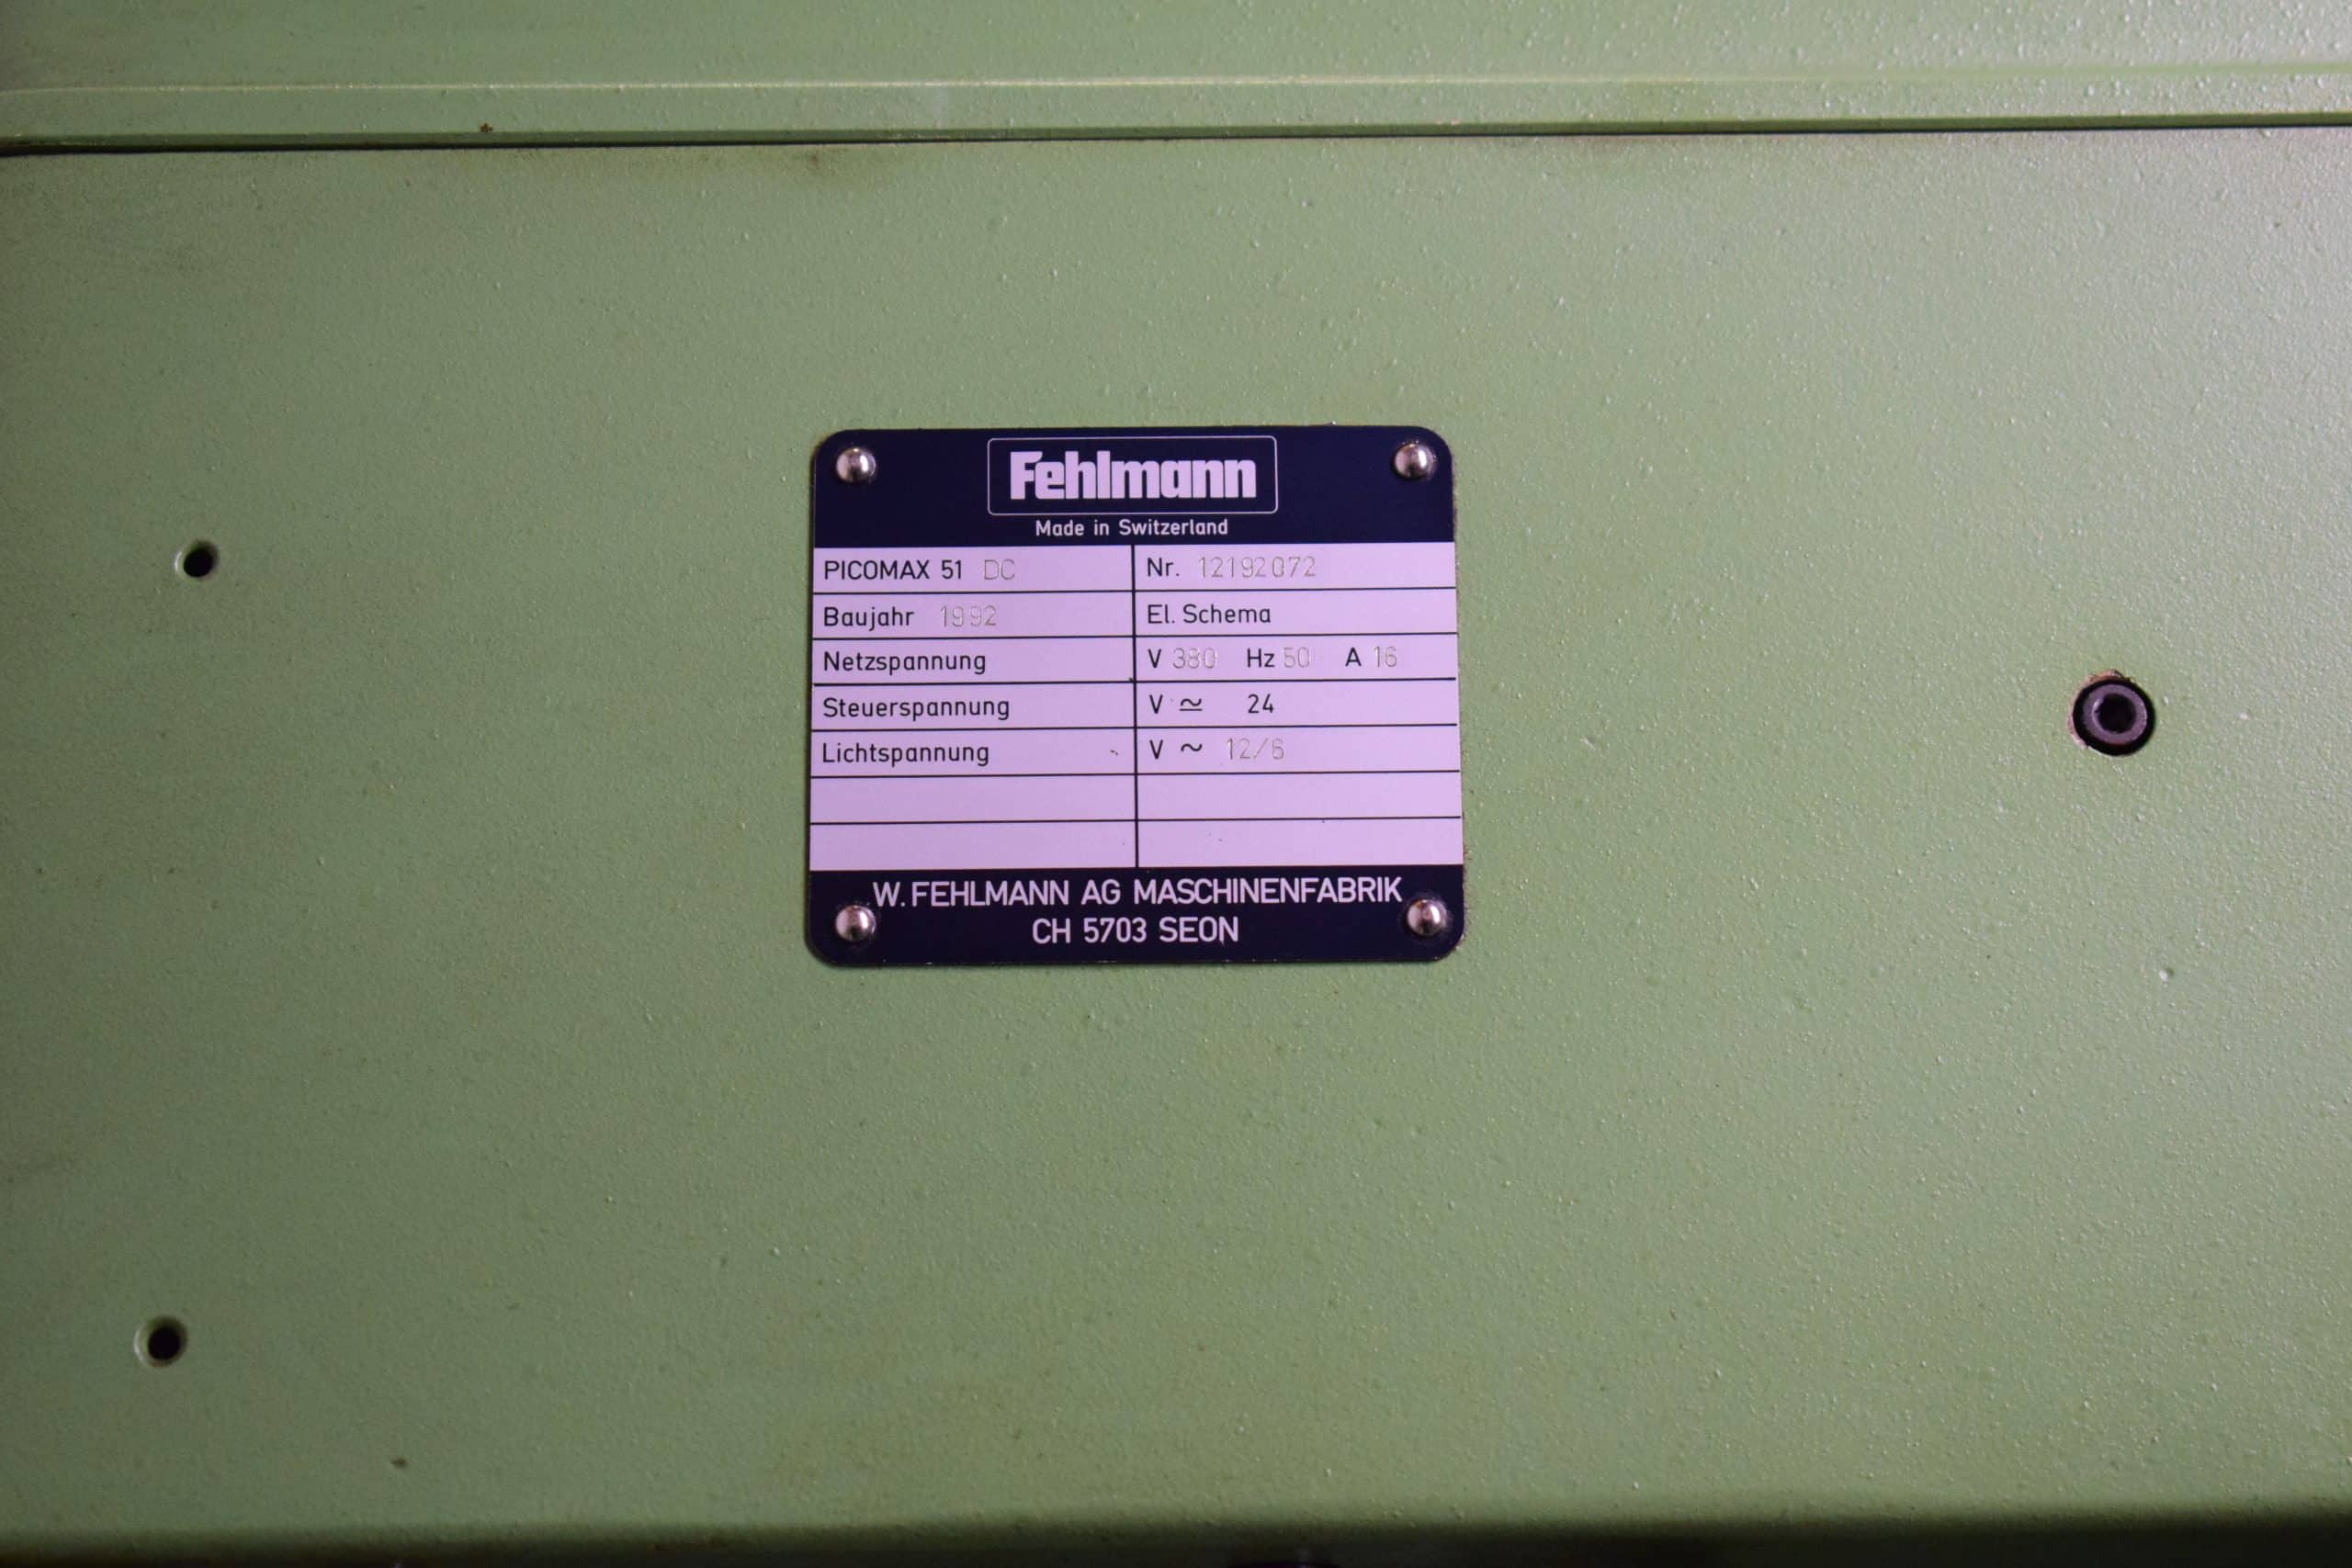 Fehlmann
Made in Switzerland
PICOMAX 51 DC Nr. 12192072
Baujahr 1992 El. Schema
Netzspannung V 380 Hz 50 A 16
Steuerspannung V ≃ 24
Lichtspannung V ~ 12/6
W. FEHLMANN AG MASCHINENFABRIK
CH 5703 SEON